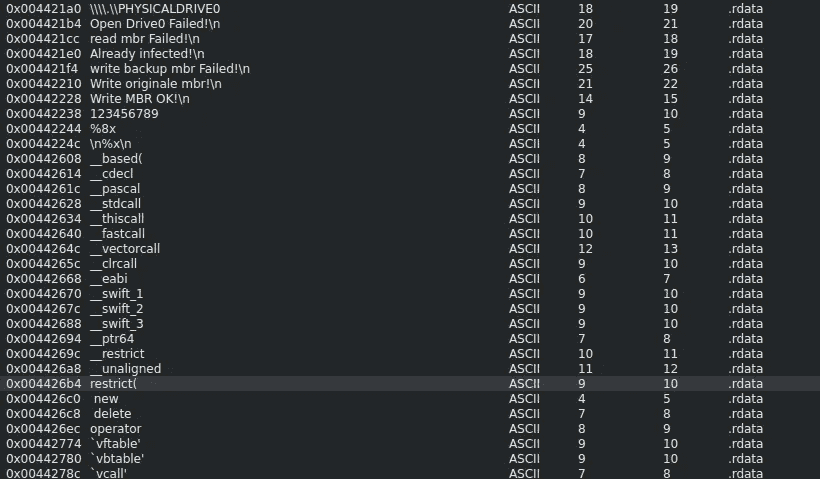 0x004421a0 \\\\.\\PHYSICALDRIVE0 ASCII 18 19 .rdata
0x004421b4 Open Drive0 Failed!\n ASCII 20 21 .rdata
0x004421cc read mbr Failed!\n ASCII 17 18 .rdata
0x004421e0 Already infected!\n ASCII 18 19 .rdata
0x004421f4 write backup mbr Failed!\n ASCII 25 26 .rdata
0x00442210 Write originale mbr!\n ASCII 21 22 .rdata
0x00442228 Write MBR OK!\n ASCII 14 15 .rdata
0x00442238 123456789 ASCII 9 10 .rdata
0x00442244 %8x ASCII 4 5 .rdata
0x0044224c \n%x\n ASCII 4 5 .rdata
0x00442608 __based( ASCII 8 9 .rdata
0x00442614 __cdecl ASCII 7 8 .rdata
0x0044261c __pascal ASCII 8 9 .rdata
0x00442628 __stdcall ASCII 9 10 .rdata
0x00442634 __thiscall ASCII 10 11 .rdata
0x00442640 __fastcall ASCII 10 11 .rdata
0x0044264c __vectorcall ASCII 12 13 .rdata
0x0044265c __clrcall ASCII 9 10 .rdata
0x00442668 __eabi ASCII 6 7 .rdata
0x00442670 __swift_1 ASCII 9 10 .rdata
0x0044267c __swift_2 ASCII 9 10 .rdata
0x00442688 __swift_3 ASCII 9 10 .rdata
0x00442694 __ptr64 ASCII 7 8 .rdata
0x0044269c __restrict ASCII 10 11 .rdata
0x004426a8 __unaligned ASCII 11 12 .rdata
0x004426b4 restrict( ASCII 9 10 .rdata
0x004426c0 new ASCII 4 5 .rdata
0x004426c8 delete ASCII 7 8 .rdata
0x004426ec operator ASCII 8 9 .rdata
0x00442774 `vftable' ASCII 9 10 .rdata
0x00442780 `vbtable' ASCII 9 10 .rdata
0x0044278c `vcall' ASCII 7 8 .rdata